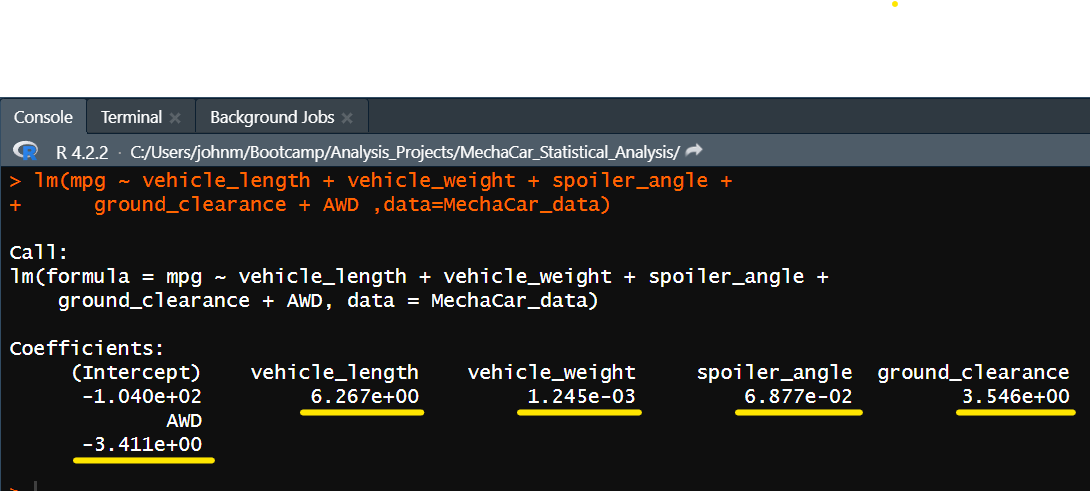 Console Terminal Background Jobs
R 4.2.2 · C:/Users/johnm/Bootcamp/Analysis_Projects/MechaCar_Statistical_Analysis/
> lm(mpg ~ vehicle_length + vehicle_weight + spoiler_angle +
+      ground_clearance + AWD ,data=MechaCar_data)
Call:
lm(formula = mpg ~ vehicle_length + vehicle_weight + spoiler_angle +
    ground_clearance + AWD, data = MechaCar_data)
Coefficients:
     (Intercept)    vehicle_length    vehicle_weight     spoiler_angle  ground_clearance
      -1.040e+02         6.267e+00         1.245e-03         6.877e-02         3.546e+00
             AWD
      -3.411e+00
>